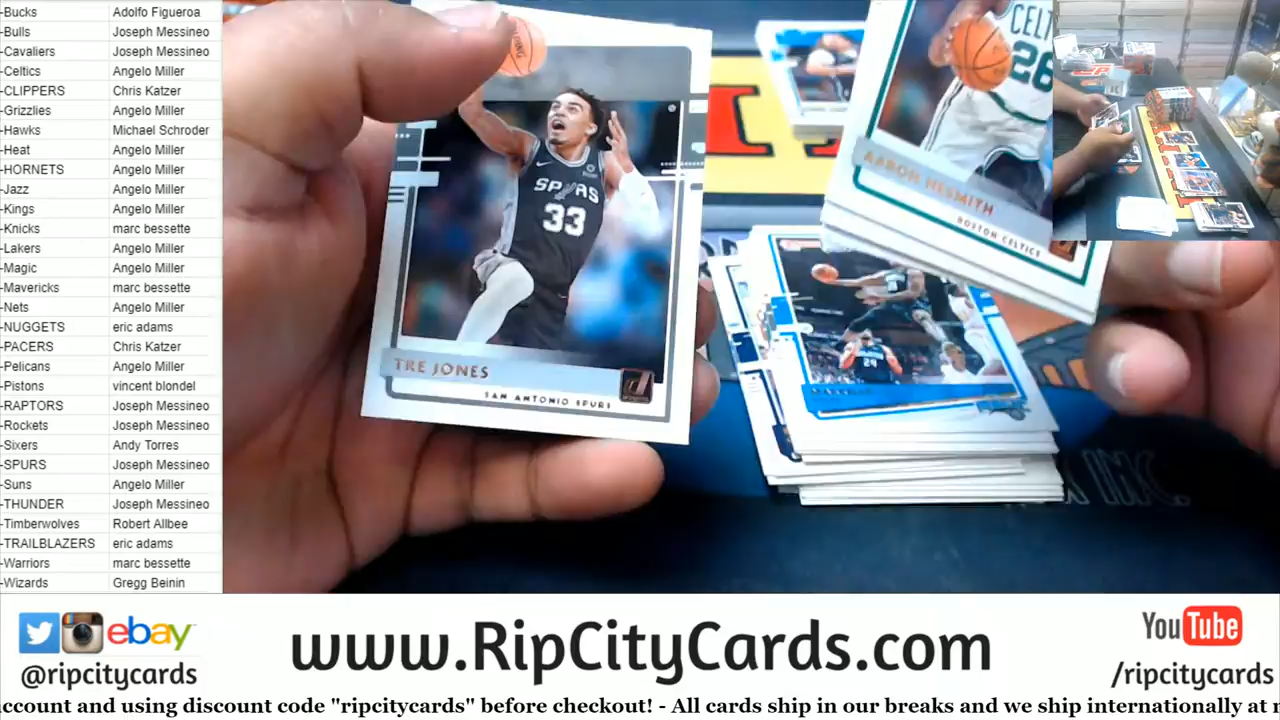 -Bucks Adolfo Figueroa
-Bulls Joseph Messineo
-Cavaliers Joseph Messineo
-Celtics Angelo Miller
-CLIPPERS Chris Katzer
-Grizzlies Angelo Miller
-Hawks Michael Schroder
-Heat Angelo Miller
-HORNETS Angelo Miller
-Jazz Angelo Miller
-Kings Angelo Miller
-Knicks marc bessette
-Lakers Angelo Miller
-Magic Angelo Miller
-Mavericks marc bessette
-Nets Angelo Miller
-NUGGETS eric adams
-PACERS Chris Katzer
-Pelicans Angelo Miller
-Pistons vincent blondel
-RAPTORS Joseph Messineo
-Rockets Joseph Messineo
-Sixers Andy Torres
-SPURS Joseph Messineo
-Suns Angelo Miller
-THUNDER Joseph Messineo
-Timberwolves Robert Allbee
-TRAILBLAZERS eric adams
-Warriors marc bessette
-Wizards Gregg Beinin
SPURS
33
TRE JONES
SAN ANTONIO SPURS
CELT
26
AARON NESMITH
BOSTON CELTICS
24
INC.
ebay
@ripcitycards
www.RipCityCards.com
YouTube
/ripcitycards
account and using discount code "ripcitycards" before checkout! - All cards ship in our breaks and we ship internationally at